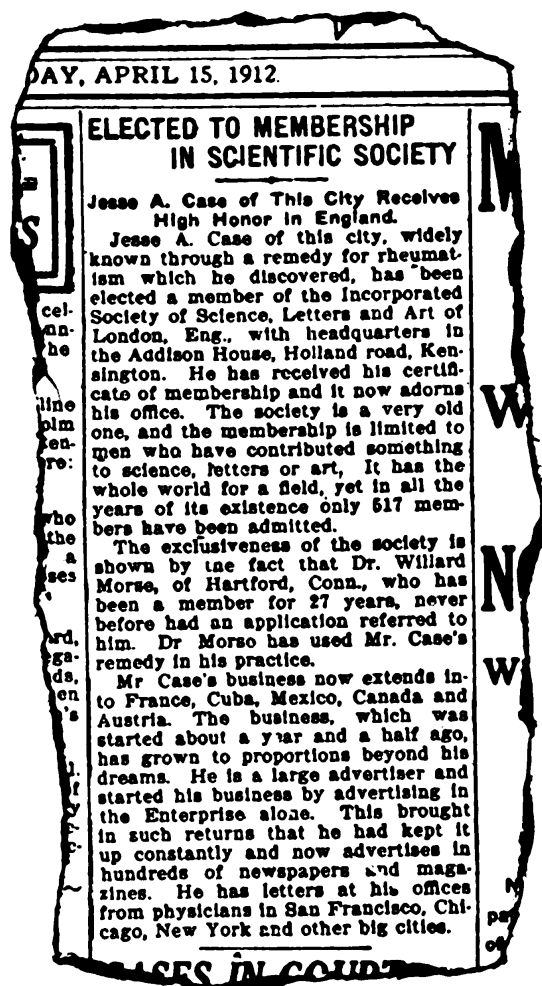 DAY, APRIL 15, 1912.
ELECTED TO MEMBERSHIP
IN SCIENTIFIC SOCIETY
Jesse A. Case of This City Receives
High Honor in England.
Jesse A. Case of this city, widely
known through a remedy for rheumat-
ism which he discovered, has been
elected a member of the Incorporated
Society of Science, Letters and Art of
London, Eng., with headquarters in
the Addison House, Holland road, Ken-
sington. He has received his certifi-
cate of membership and it now adorns
his office. The society is a very old
one, and the membership is limited to
men who have contributed something
to science, letters or art, It has the
whole world for a field, yet in all the
years of its existence only 517 mem-
bers have been admitted.
The exclusiveness of the society is
shown by the fact that Dr. Willard
Morse, of Hartford, Conn., who has
been a member for 27 years, never
before had an application referred to
him. Dr Morso has used Mr. Case's
remedy in his practice.
Mr Case's business now extends in-
to France, Cuba, Mexico, Canada and
Austria. The business, which was
started about a year and a half ago,
has grown to proportions beyond his
dreams. He is a large advertiser and
started his business by advertising in
the Enterprise alone. This brought
in such returns that he had kept it
up constantly and now advertises in
hundreds of newspapers and maga-
zines. He has letters at his offices
from physicians in San Francisco, Chi-
cago, New York and other big cities.
CASES IN COURT